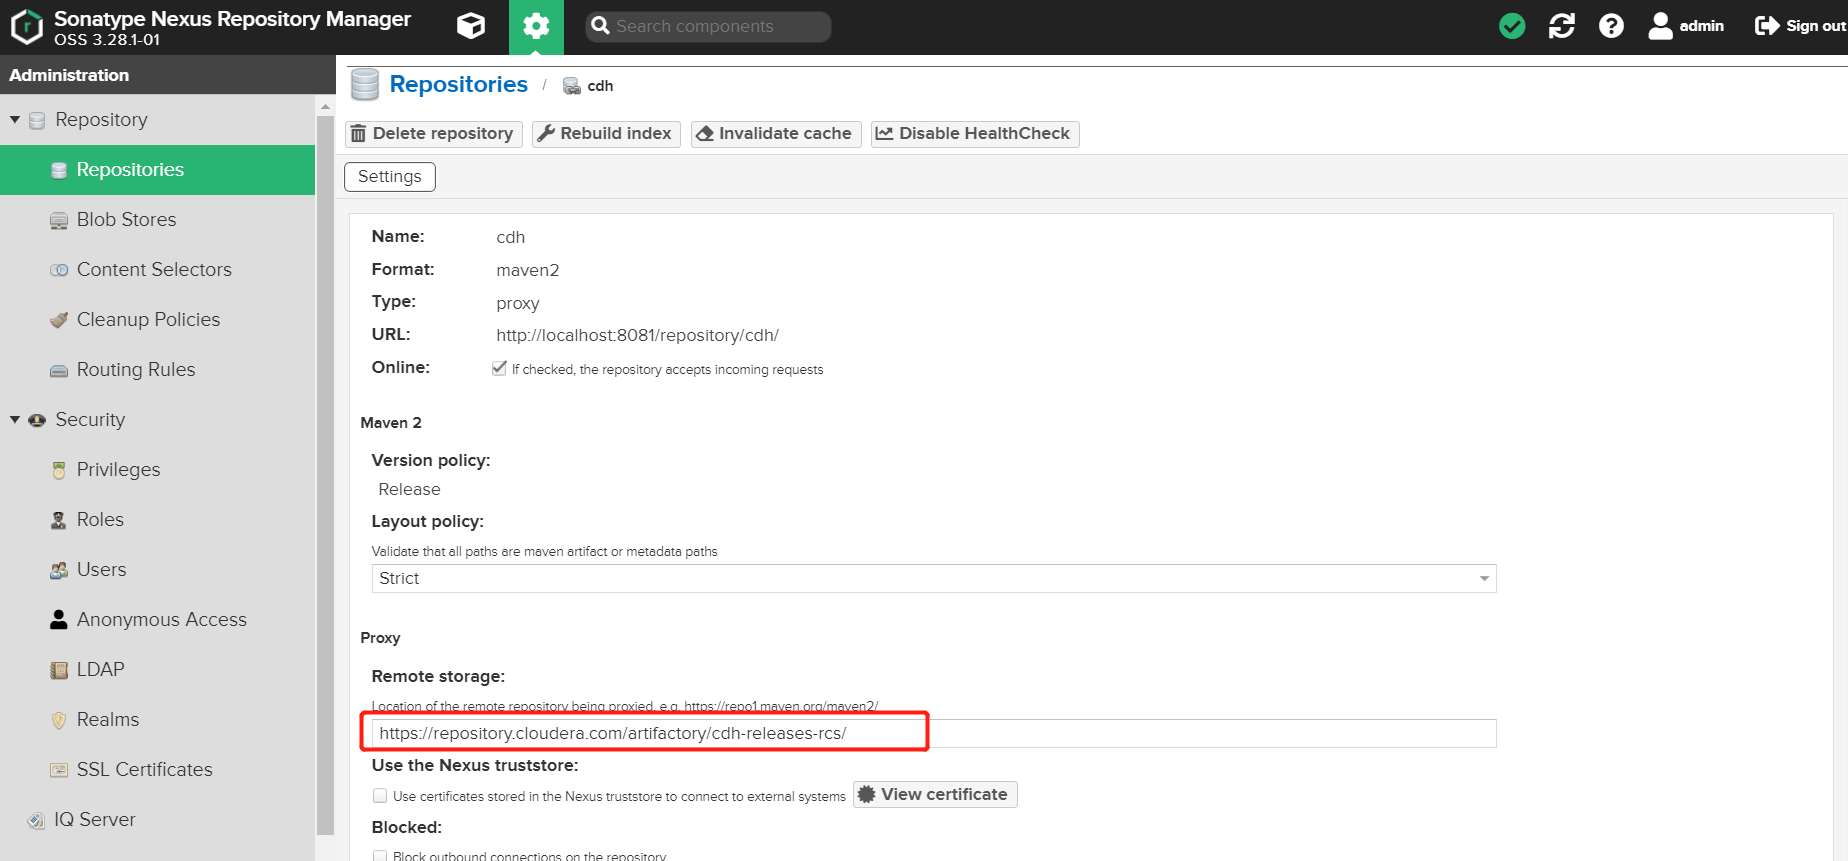 Sonatype Nexus Repository Manager
OSS 3.28.1-01
Search components
admin
Sign out
Administration
Repository
Repositories
Blob Stores
Content Selectors
Cleanup Policies
Routing Rules
Security
Privileges
Roles
Users
Anonymous Access
LDAP
Realms
SSL Certificates
IQ Server
Repositories / cdh
Delete repository
Rebuild index
Invalidate cache
Disable HealthCheck
Settings
Name: cdh
Format: maven2
Type: proxy
URL: http://localhost:8081/repository/cdh/
Online: If checked, the repository accepts incoming requests
Maven 2
Version policy:
Release
Layout policy:
Validate that all paths are maven artifact or metadata paths
Strict
Proxy
Remote storage:
Location of the remote repository being proxied, e.g. https://repo1.maven.org/maven2/
https://repository.cloudera.com/artifactory/cdh-releases-rcs/
Use the Nexus truststore:
Use certificates stored in the Nexus truststore to connect to external systems
View certificate
Blocked:
Block outbound connections on the repository